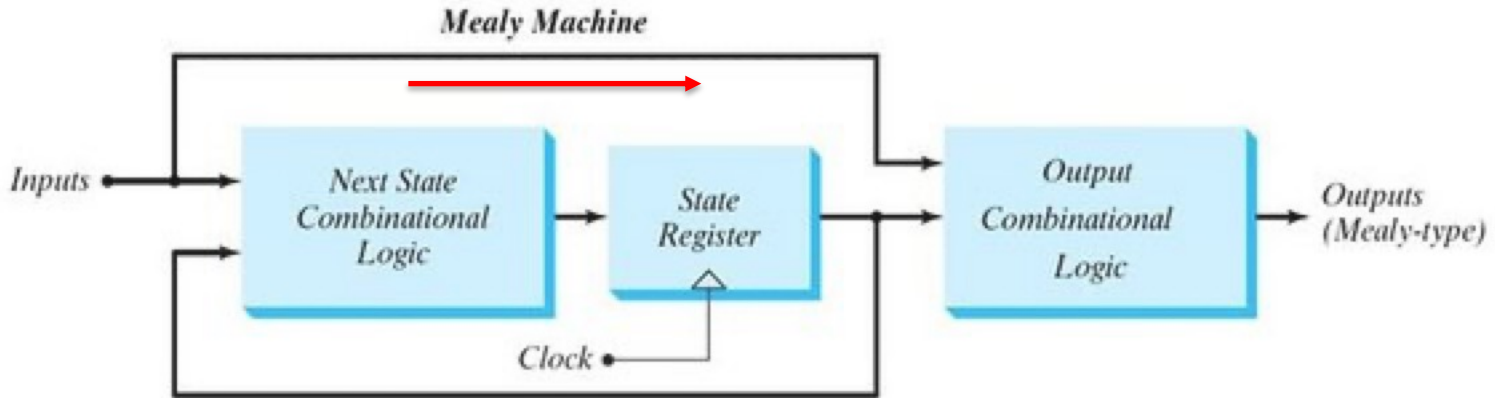 Mealy Machine
Inputs
Next State
Combinational
Logic
State
Register
Clock
Output
Combinational
Logic
Outputs
(Mealy-type)